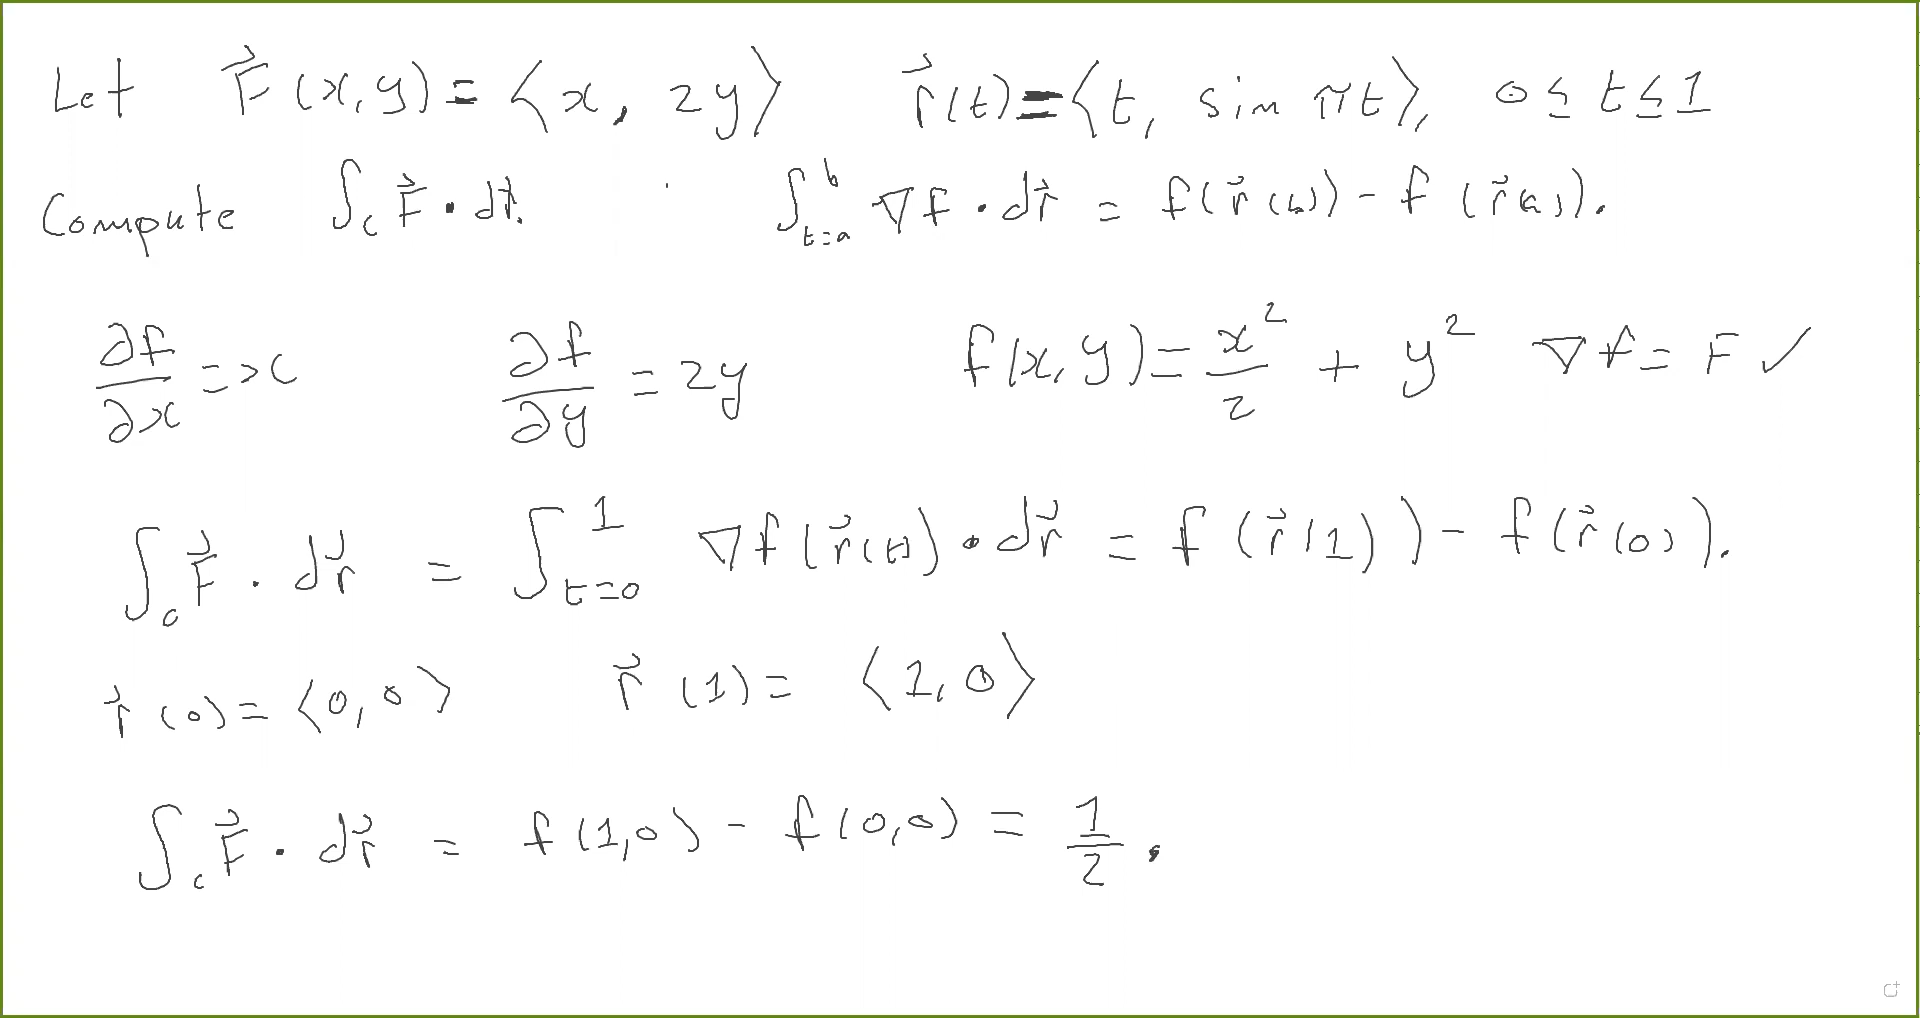 Let F⃗(x,y) = ⟨x, 2y⟩ r⃗(t) = ⟨t, sin πt⟩, 0 ≤ t ≤ 1
Compute ∫_C F⃗ · dr⃗. ∫_{t=a}^{b} ∇f · dr⃗ = f(r⃗(b)) - f(r⃗(a)).
∂f/∂x = x ∂f/∂y = 2y f(x,y) = x²/2 + y² ∇f = F ✓
∫_C F⃗ · dr⃗ = ∫_{t=0}^{1} ∇f(r⃗(t)) · dr⃗ = f(r⃗(1)) - f(r⃗(0)).
r⃗(0) = ⟨0,0⟩ r⃗(1) = ⟨1,0⟩
∫_C F⃗ · dr⃗ = f(1,0) - f(0,0) = 1/2.